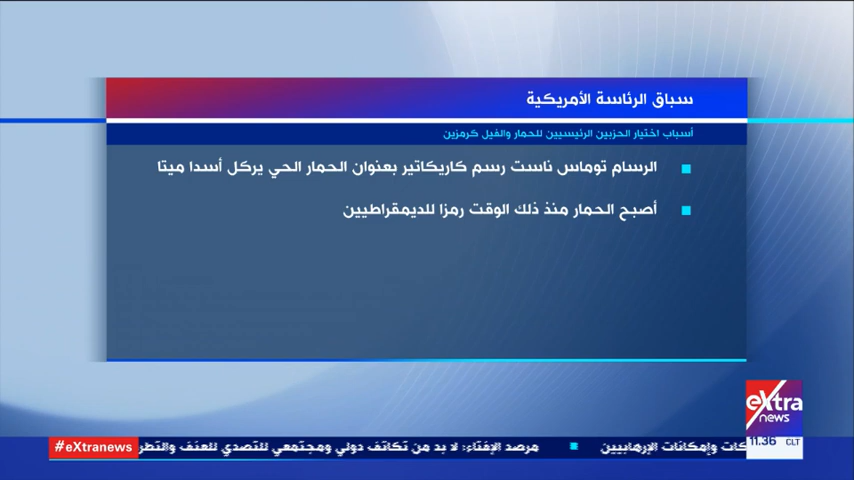 سباق الرئاسة الأمريكية
أسباب اختيار الحزبين الرئيسيين للحمار والفيل كرمزين
الرسام توماس ناست رسم كاريكاتير بعنوان الحمار الحي يركل أسدا ميتا
أصبح الحمار منذ ذلك الوقت رمزا للديمقراطيين
eXtra
news
11.36 CLT
وإمكانات الإرهابيين
مرصد الإفتاء: لا بد من تكاتف دولي ومجتمعي للتصدي للعنف
#eXtranews